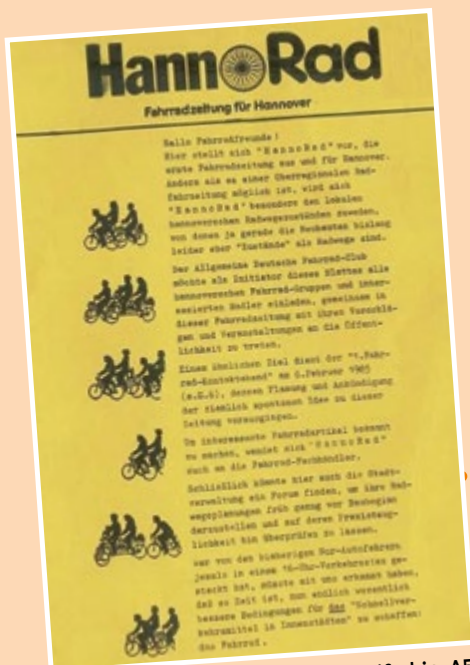 HannoRad
Fahrradzeitung für Hannover
Hallo Fahrradfreunde!
Hier stellt sich "HannoRad" vor, die
erste Fahrradzeitung aus und für Hannover.
Anders als es einer überregionalen Rad-
fahrzeitung möglich ist, wird sich
"HannoRad" besonders den lokalen
hannoverschen Radwegezuständen zuwenden,
von denen ja gerade die Neubauten bislang
leider eher "Zustände" als Radwege sind.
Der Allgemeine Deutsche Fahrrad-Club
möchte als Initiator dieses Blattes alle
hannoverschen Fahrrad-Gruppen und inter-
essierten Radler einladen, gemeinsam in
dieser Fahrradzeitung mit ihren Vorschlä-
gen und Veranstaltungen an die Öffent-
lichkeit zu treten.
Einem ähnlichen Ziel dient der "1.Fahr-
rad-Kontaktabend" am 6.Februar 1985
(s.S.4), dessen Planung und Ankündigung
der ziemlich spontanen Idee zu dieser
Zeitung vorausgingen.
Um interessante Fahrradartikel bekannt
zu machen, wendet sich "HannoRad"
auch an die Fahrrad-Fachhändler.
Schließlich könnte hier auch die Stadt-
verwaltung ein Forum finden, um ihre Rad-
wegeplanungen früh genug vor Baubeginn
darzustellen und auf deren Praxistaug-
lichkeit hin überprüfen zu lassen.
Wer von den bisherigen Nur-Autofahrern
jemals in einem 16-Uhr-Verkehrsstau ge-
steckt hat, müßte mit uns erkannt haben,
daß es Zeit ist, nun endlich wesentlich
bessere Bedingungen für das "Schnellver-
kehrsmittel in Innenstädten" zu schaffen:
das Fahrrad.